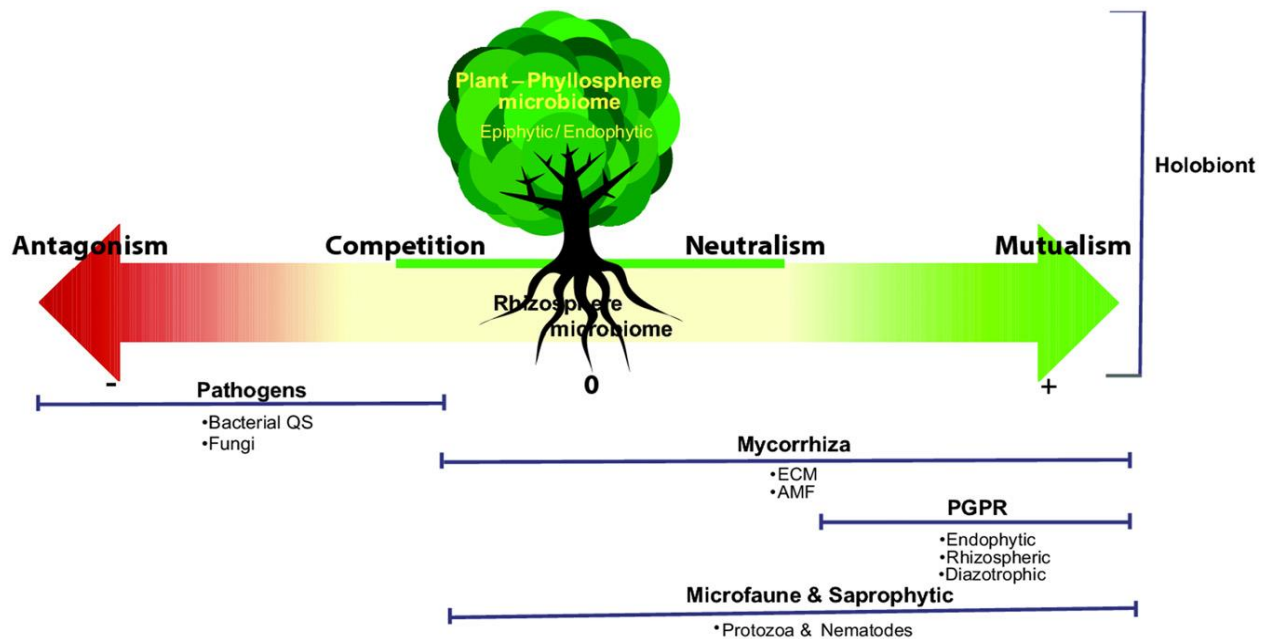 Plant – Phyllosphere
microbiome
Epiphytic/Endophytic
Holobiont
Antagonism
Competition
Neutralism
Mutualism
Rhizosphere
microbiome
-
0
+
Pathogens
•Bacterial QS
•Fungi
Mycorrhiza
•ECM
•AMF
PGPR
•Endophytic
•Rhizospheric
•Diazotrophic
Microfaune & Saprophytic
•Protozoa & Nematodes